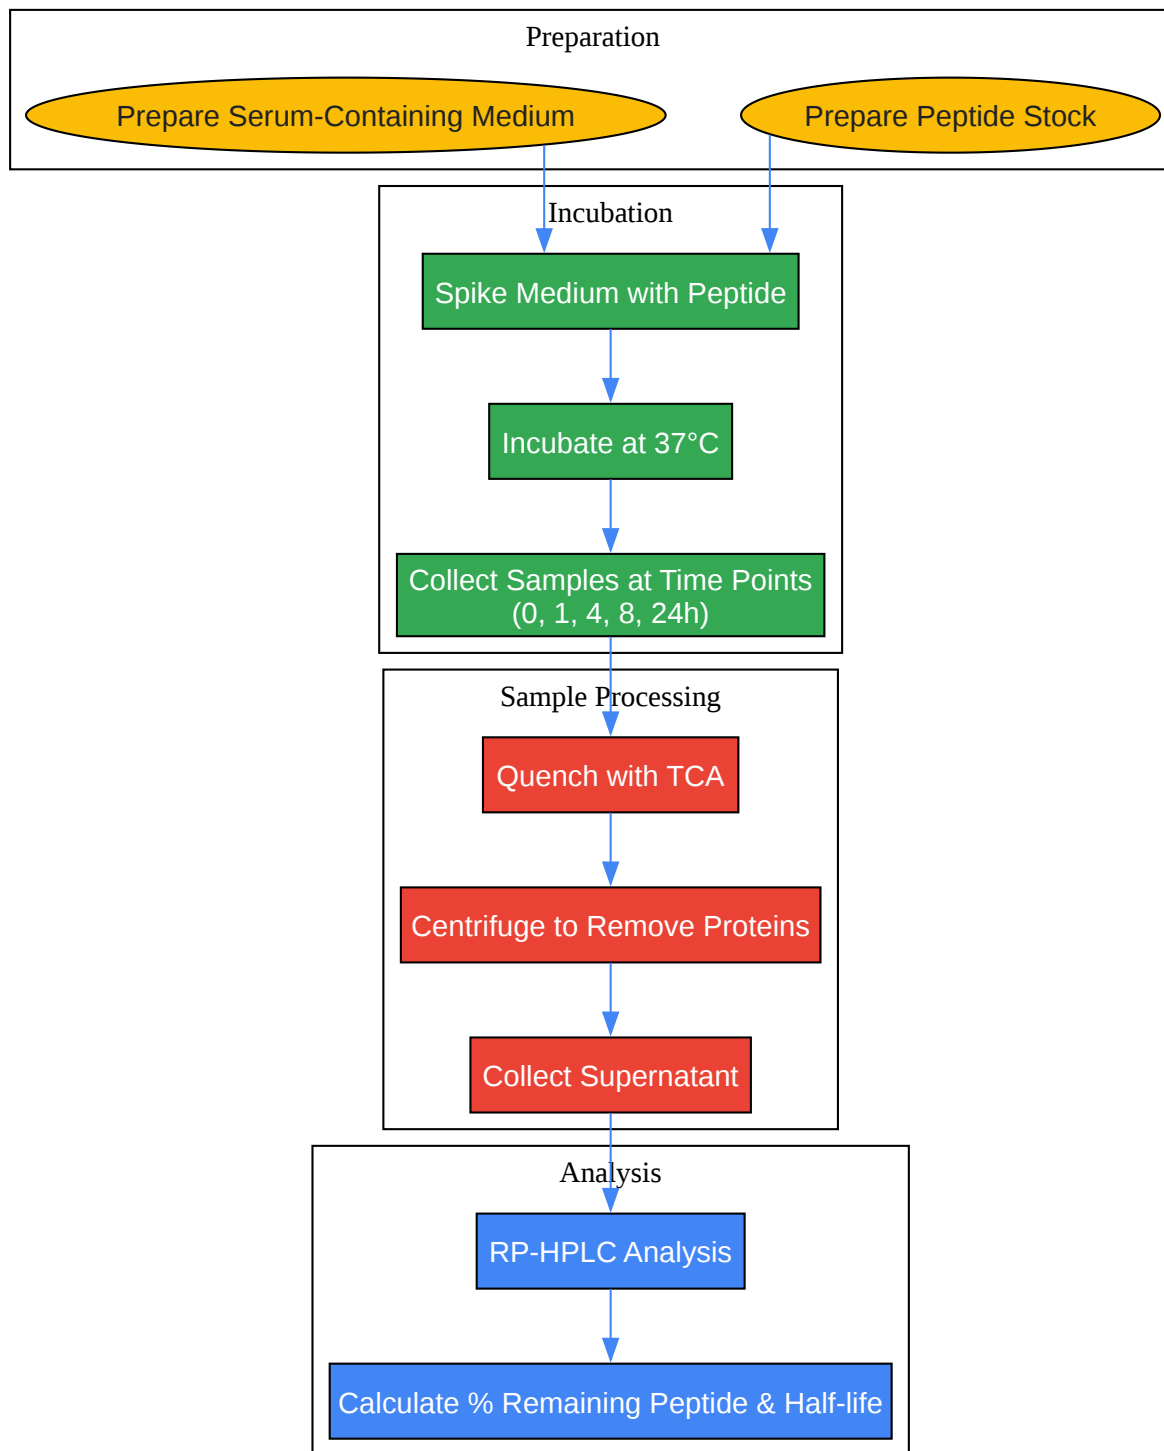 Preparation
Prepare Serum-Containing Medium
Prepare Peptide Stock
Incubation
Spike Medium with Peptide
Incubate at 37°C
Collect Samples at Time Points
(0, 1, 4, 8, 24h)
Sample Processing
Quench with TCA
Centrifuge to Remove Proteins
Collect Supernatant
Analysis
RP-HPLC Analysis
Calculate % Remaining Peptide & Half-life